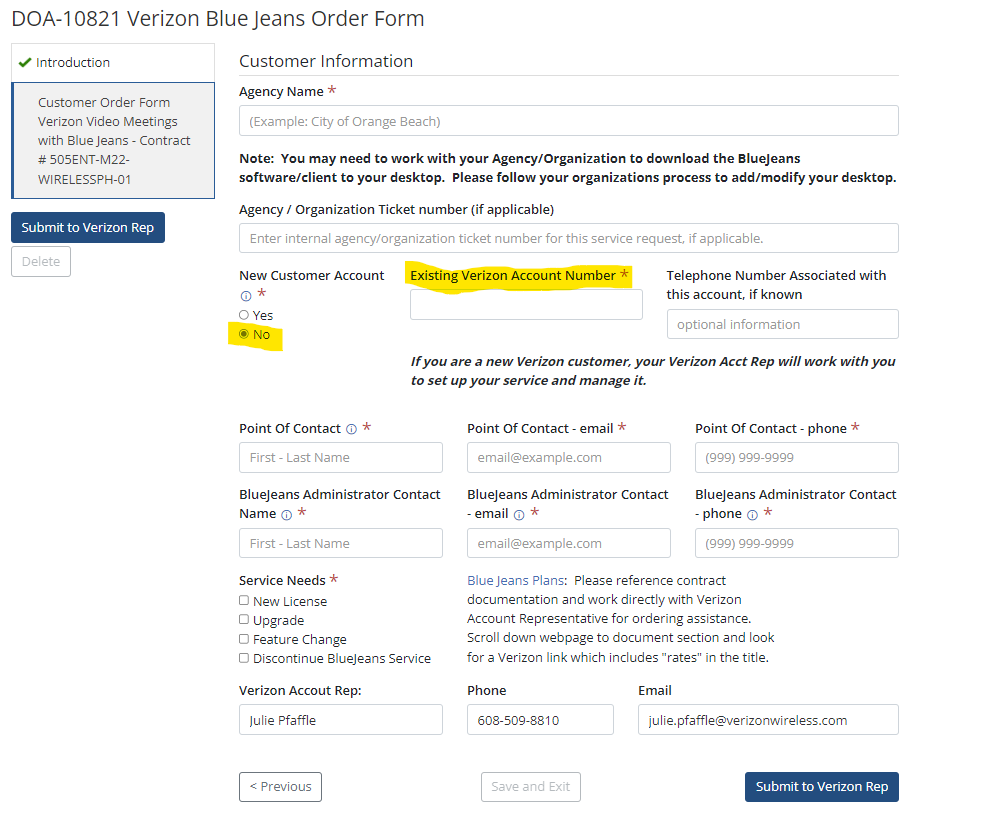 DOA-10821 Verizon Blue Jeans Order Form
Introduction
Customer Order Form
Verizon Video Meetings
with Blue Jeans - Contract
# 505ENT-M22-
WIRELESSPH-01
Submit to Verizon Rep
Delete
Customer Information
Agency Name *
(Example: City of Orange Beach)
Note: You may need to work with your Agency/Organization to download the BlueJeans
software/client to your desktop. Please follow your organizations process to add/modify your desktop.
Agency / Organization Ticket number (if applicable)
Enter internal agency/organization ticket number for this service request, if applicable.
New Customer Account
*
Yes
No
Existing Verizon Account Number *
Telephone Number Associated with
this account, if known
optional information
If you are a new Verizon customer, your Verizon Acct Rep will work with you
to set up your service and manage it.
Point Of Contact *
First - Last Name
Point Of Contact - email *
email@example.com
Point Of Contact - phone *
(999) 999-9999
BlueJeans Administrator Contact
Name *
First - Last Name
BlueJeans Administrator Contact
- email *
email@example.com
BlueJeans Administrator Contact
- phone *
(999) 999-9999
Service Needs *
New License
Upgrade
Feature Change
Discontinue BlueJeans Service
Blue Jeans Plans: Please reference contract
documentation and work directly with Verizon
Account Representative for ordering assistance.
Scroll down webpage to document section and look
for a Verizon link which includes "rates" in the title.
Verizon Accout Rep:
Julie Pfaffle
Phone
608-509-8810
Email
julie.pfaffle@verizonwireless.com
< Previous
Save and Exit
Submit to Verizon Rep